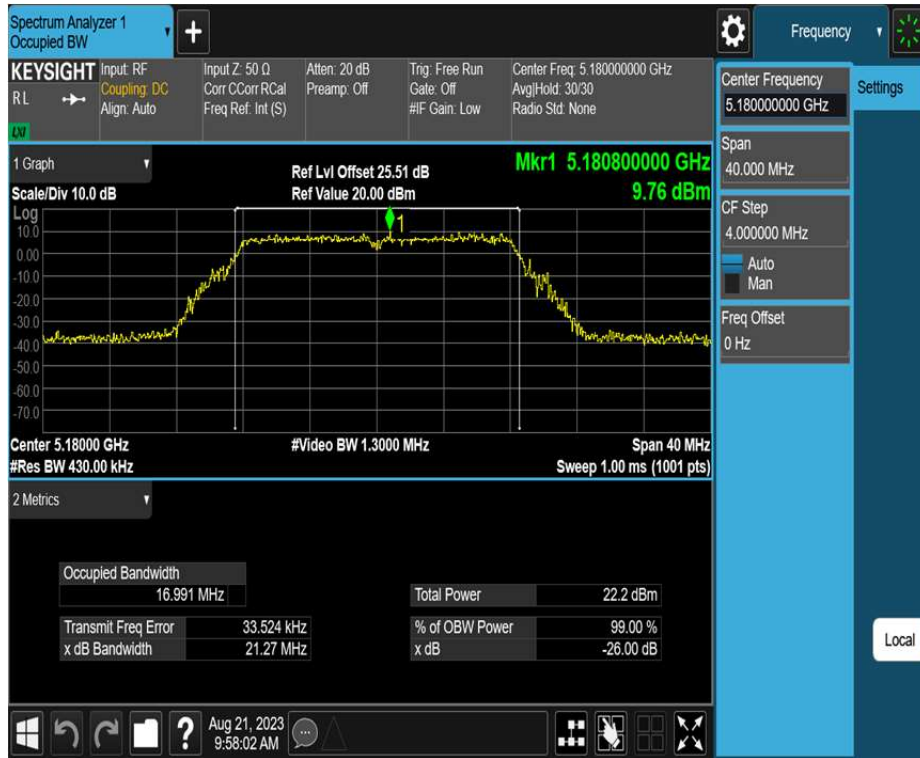 Spectrum Analyzer 1
Occupied BW
+
Frequency
KEYSIGHT
RL
LXI
Input: RF
Coupling: DC
Align: Auto
Input Z: 50 Ω
Corr CCorr RCal
Freq Ref: Int (S)
Atten: 20 dB
Preamp: Off
Trig: Free Run
Gate: Off
#IF Gain: Low
Center Freq: 5.180000000 GHz
Avg|Hold: 30/30
Radio Std: None
Center Frequency
5.180000000 GHz
Settings
Span
40.000 MHz
CF Step
4.000000 MHz
Auto
Man
Freq Offset
0 Hz
1 Graph
Ref Lvl Offset 25.51 dB
Mkr1 5.180800000 GHz
Scale/Div 10.0 dB
Ref Value 20.00 dBm
9.76 dBm
Log
1
10.0
0.00
-10.0
-20.0
-30.0
-40.0
-50.0
-60.0
-70.0
Center 5.18000 GHz
#Video BW 1.3000 MHz
Span 40 MHz
#Res BW 430.00 kHz
Sweep 1.00 ms (1001 pts)
2 Metrics
Occupied Bandwidth
16.991 MHz
Total Power 22.2 dBm
Transmit Freq Error 33.524 kHz
% of OBW Power 99.00 %
x dB Bandwidth 21.27 MHz
x dB -26.00 dB
Local
?
Aug 21, 2023
9:58:02 AM